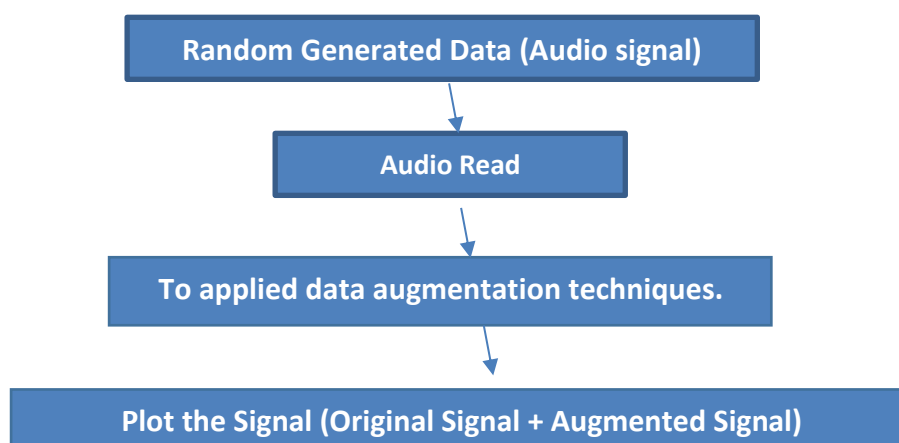 Random Generated Data (Audio signal)
Audio Read
To applied data augmentation techniques.
Plot the Signal (Original Signal + Augmented Signal)